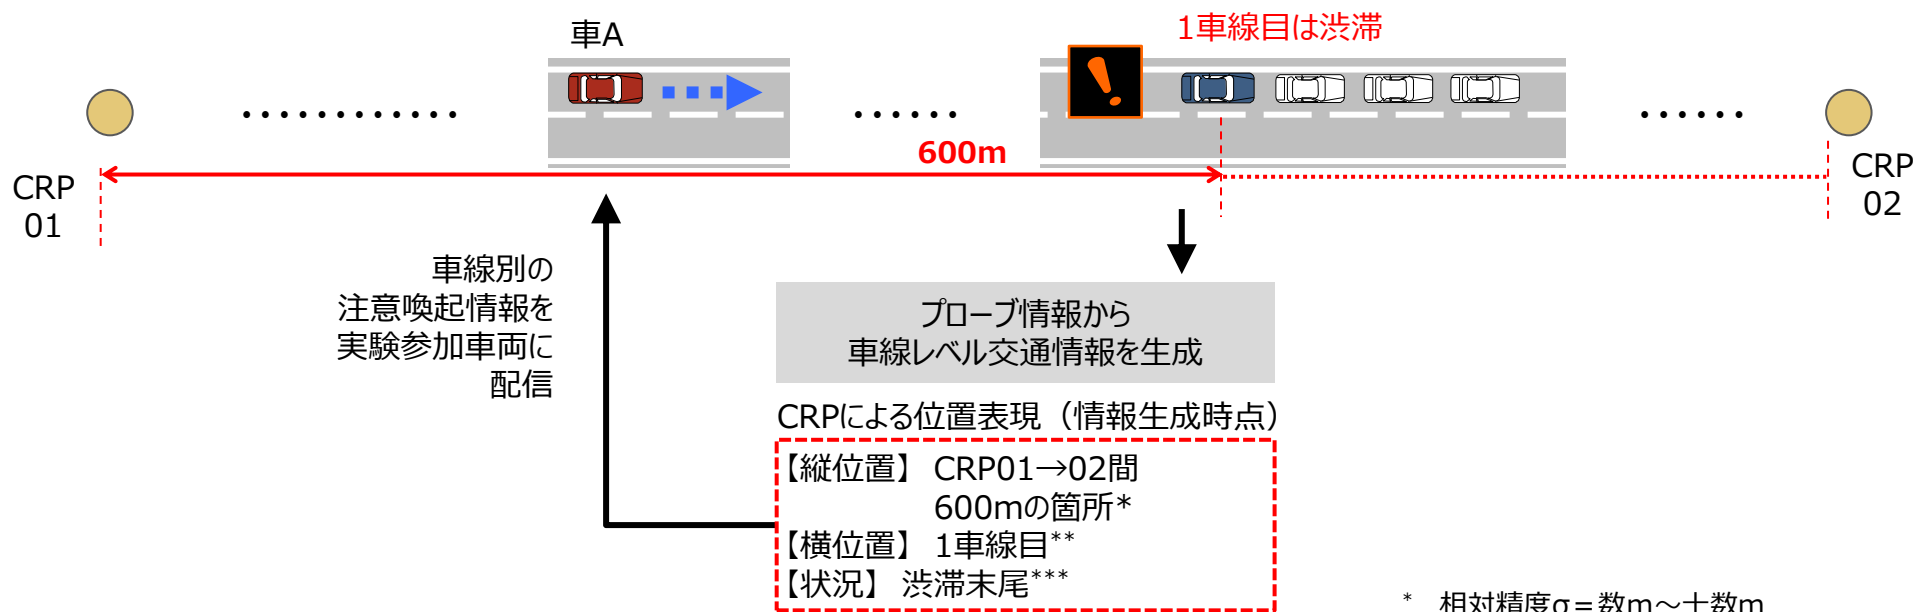 車A
1車線目は渋滞
600m
CRP
01
CRP
02
車線別の
注意喚起情報を
実験参加車両に
配信
プローブ情報から
車線レベル交通情報を生成
CRPによる位置表現（情報生成時点）
【縦位置】 CRP01→02間
600mの箇所*
【横位置】 1車線目**
【状況】 渋滞末尾***
* 相対精度σ=数m～十数m